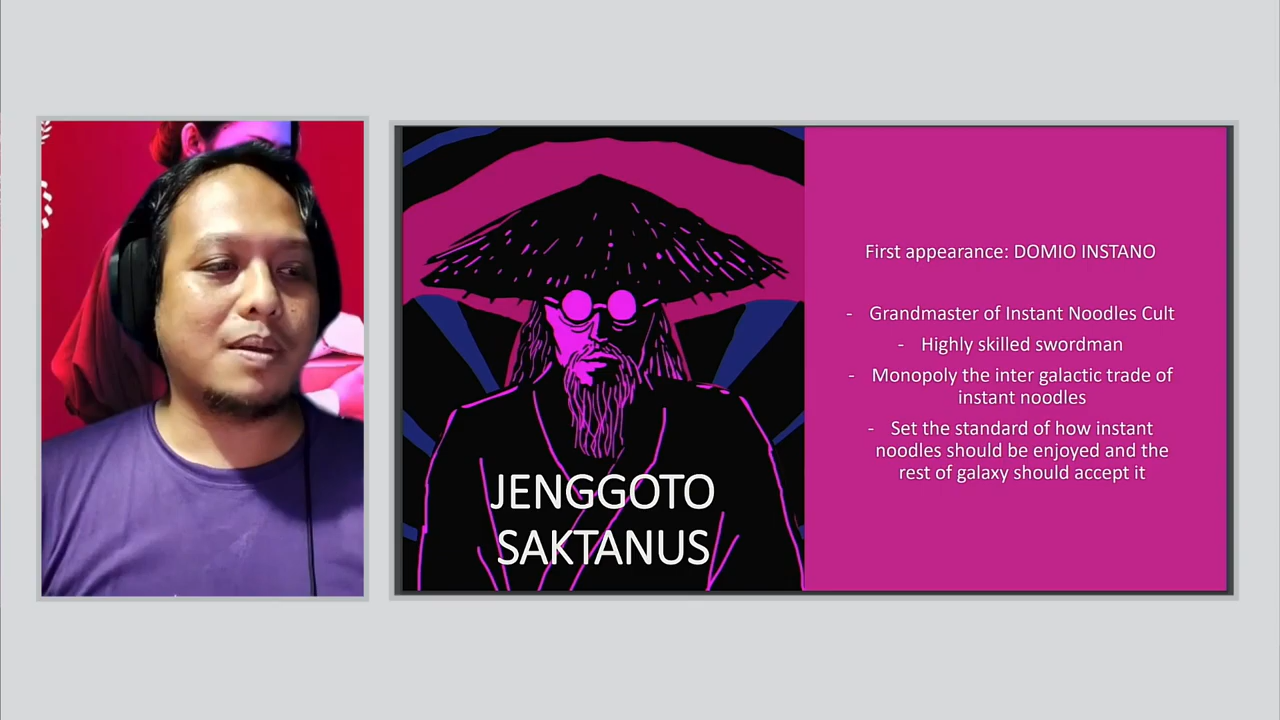 JENGGOTO
SAKTANUS
First appearance: DOMIO INSTANO
- Grandmaster of Instant Noodles Cult
- Highly skilled swordman
- Monopoly the inter galactic trade of
instant noodles
- Set the standard of how instant
noodles should be enjoyed and the
rest of galaxy should accept it